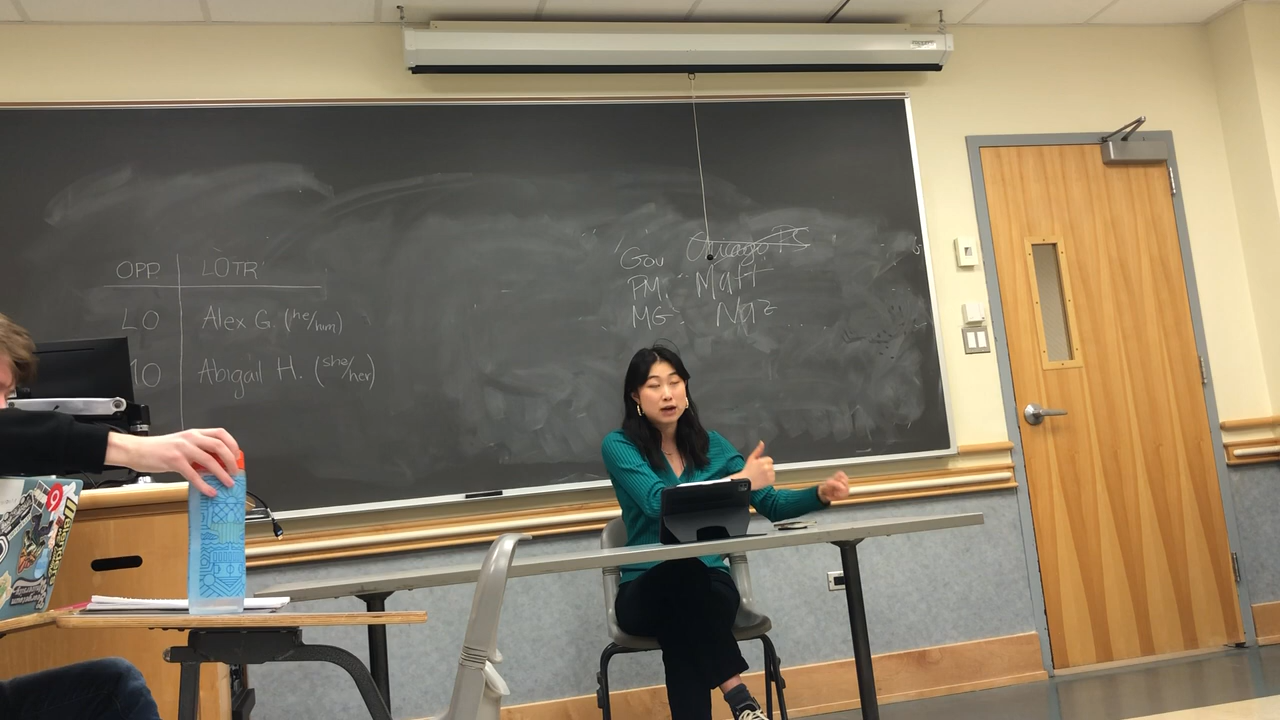 OPP LOTR
LO Alex G. (he/him)
MO Abigail H. (she/her)
Gov Chicago PS
PM: Matt
MG: Naz